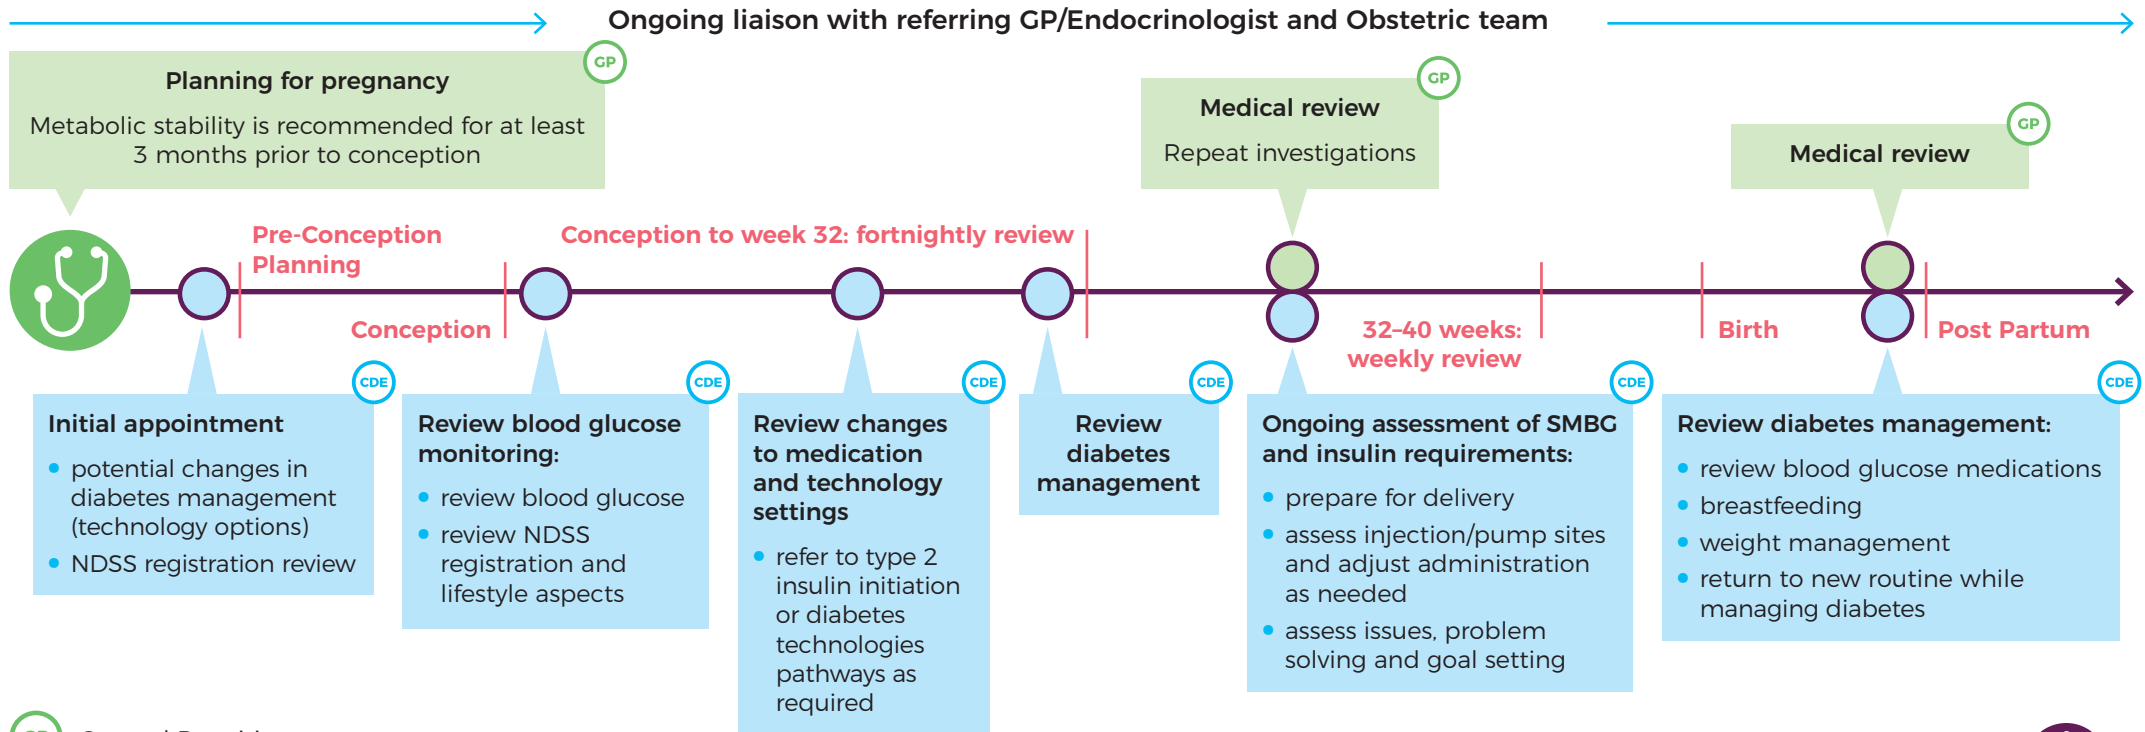 Ongoing liaison with referring GP/Endocrinologist and Obstetric team
GP
Planning for pregnancy
Metabolic stability is recommended for at least
3 months prior to conception
GP
Medical review
Repeat investigations
GP
Medical review
Pre-Conception
Planning
Conception
Conception to week 32: fortnightly review
32–40 weeks:
weekly review
Birth
Post Partum
CDE
Initial appointment
• potential changes in
diabetes management
(technology options)
• NDSS registration review
CDE
Review blood glucose
monitoring:
• review blood glucose
• review NDSS
registration and
lifestyle aspects
CDE
Review changes
to medication
and technology
settings
• refer to type 2
insulin initiation
or diabetes
technologies
pathways as
required
CDE
Review
diabetes
management
CDE
Ongoing assessment of SMBG
and insulin requirements:
• prepare for delivery
• assess injection/pump sites
and adjust administration
as needed
• assess issues, problem
solving and goal setting
CDE
Review diabetes management:
• review blood glucose medications
• breastfeeding
• weight management
• return to new routine while
managing diabetes